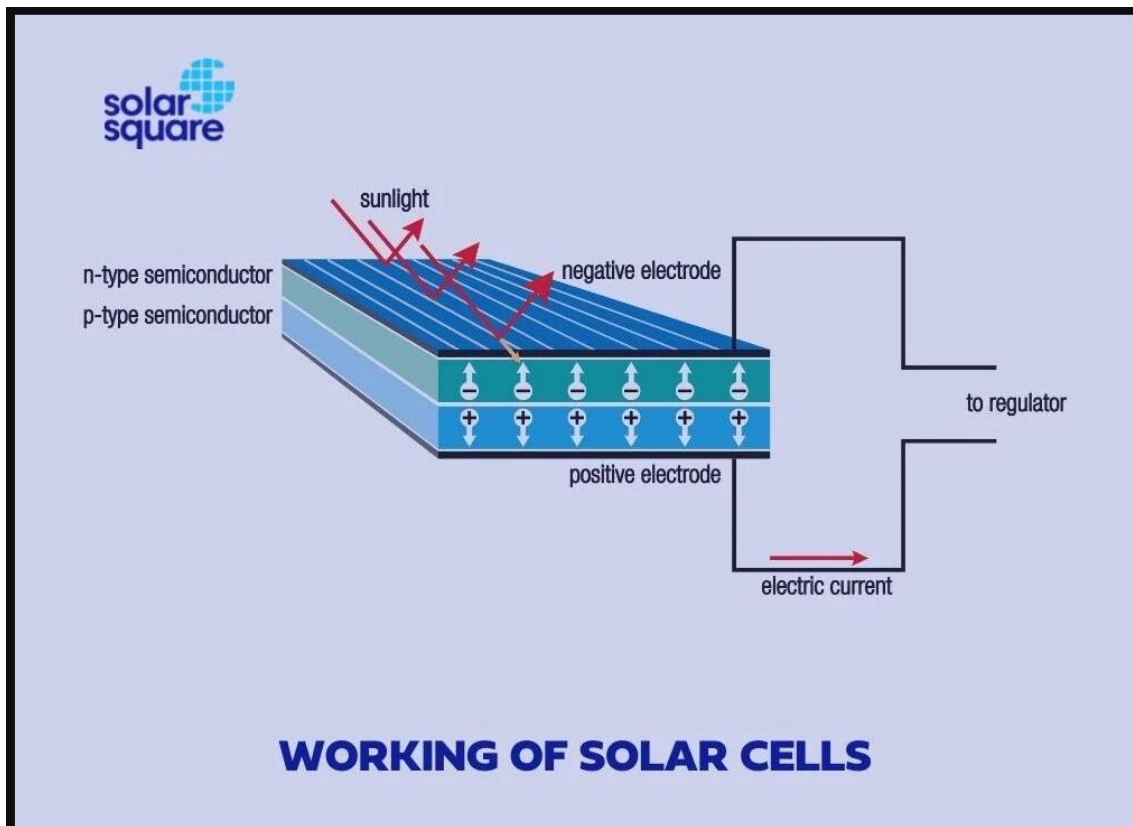 solar
square
sunlight
n-type semiconductor
negative electrode
p-type semiconductor
to regulator
positive electrode
electric current
WORKING OF SOLAR CELLS